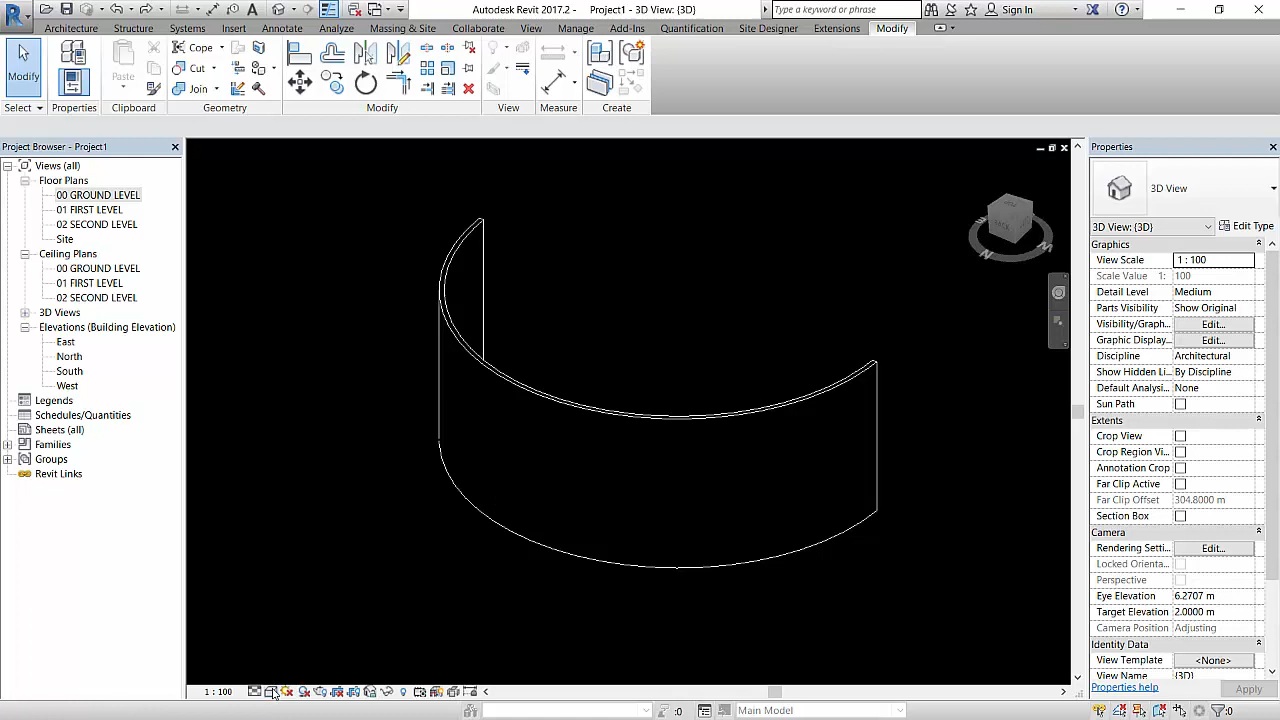 Autodesk Revit 2017.2 - Project1 - 3D View: {3D}
Type a keyword or phrase
Sign In
Architecture Structure Systems Insert Annotate Analyze Massing & Site Collaborate View Manage Add-Ins Quantification Site Designer Extensions Modify
Modify
Paste
Cope
Cut
Join
Select Properties Clipboard Geometry Modify View Measure Create
Project Browser - Project1
Views (all)
Floor Plans
00 GROUND LEVEL
01 FIRST LEVEL
02 SECOND LEVEL
Site
Ceiling Plans
00 GROUND LEVEL
01 FIRST LEVEL
02 SECOND LEVEL
3D Views
Elevations (Building Elevation)
East
North
South
West
Legends
Schedules/Quantities
Sheets (all)
Families
Groups
Revit Links
Properties
3D View
3D View: {3D}
Edit Type
Graphics
View Scale 1 : 100
Scale Value 1: 100
Detail Level Medium
Parts Visibility Show Original
Visibility/Graph... Edit...
Graphic Display... Edit...
Discipline Architectural
Show Hidden Li... By Discipline
Default Analysi... None
Sun Path
Extents
Crop View
Crop Region Vi...
Annotation Crop
Far Clip Active
Far Clip Offset 304.8000 m
Section Box
Camera
Rendering Setti... Edit...
Locked Orienta...
Perspective
Eye Elevation 6.2707 m
Target Elevation 2.0000 m
Camera Position Adjusting
Identity Data
View Template <None>
View Name {3D}
Properties help
Apply
1 : 100
:0
Main Model
:0